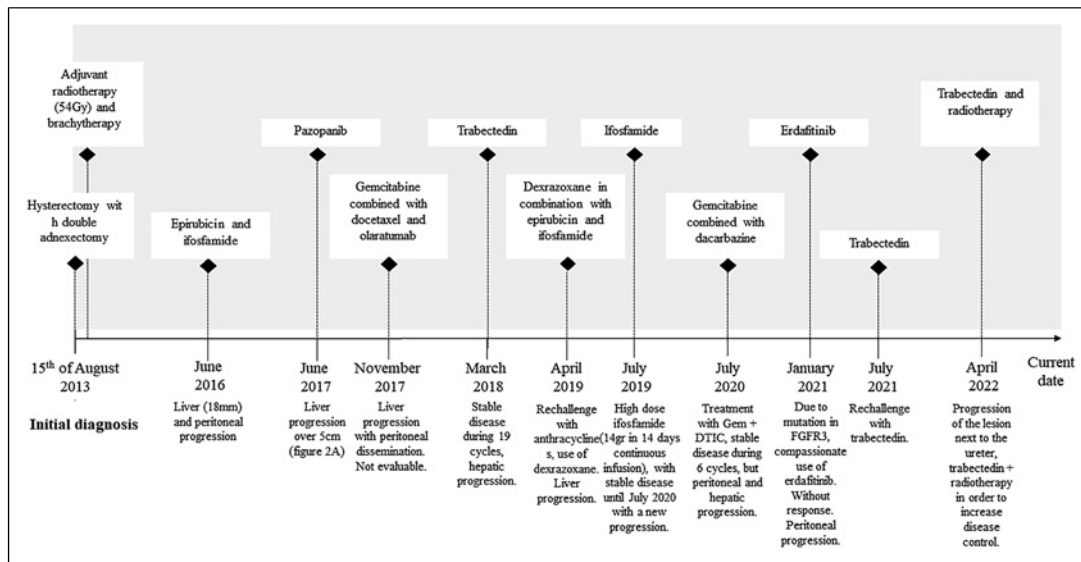 Adjuvant
radiotherapy
(54Gy) and
brachytherapy
Hysterectomy wit
h double
adnexectomy
Epirubicin and
ifosfamide
Pazopanib
Gemcitabine
combined with
docetaxel and
olaratumab
Trabectedin
Dexrazoxane in
combination with
epirubicin and
ifosfamide
Ifosfamide
Gemcitabine
combined with
dacarbazine
Erdafitinib
Trabectedin
Trabectedin and
radiotherapy
15th of August
2013
Initial diagnosis
June
2016
Liver (18mm)
and peritoneal
progression
June
2017
Liver
progression
over 5cm
(figure 2A)
November
2017
Liver
progression
with peritoneal
dissemination.
Not evaluable.
March
2018
Stable
disease
during 19
cycles,
hepatic
progression.
April
2019
Rechallenge
with
anthracycline
s, use of
dexrazoxane.
Liver
progression.
July
2019
High dose
ifosfamide
(14gr in 14 days
continuous
infusion), with
stable disease
until July 2020
with a new
progression.
July
2020
Treatment
with Gem +
DTIC, stable
disease during
6 cycles, but
peritoneal and
hepatic
progression.
January
2021
Due to
mutation in
FGFR3,
compassionate
use of
erdafitinib.
Without
response.
Peritoneal
progression.
July
2021
Rechallenge
with
trabectedin.
April
2022
Progression
of the lesion
next to the
ureter,
trabectedin +
radiotherapy
in order to
increase
disease
control.
Current
date